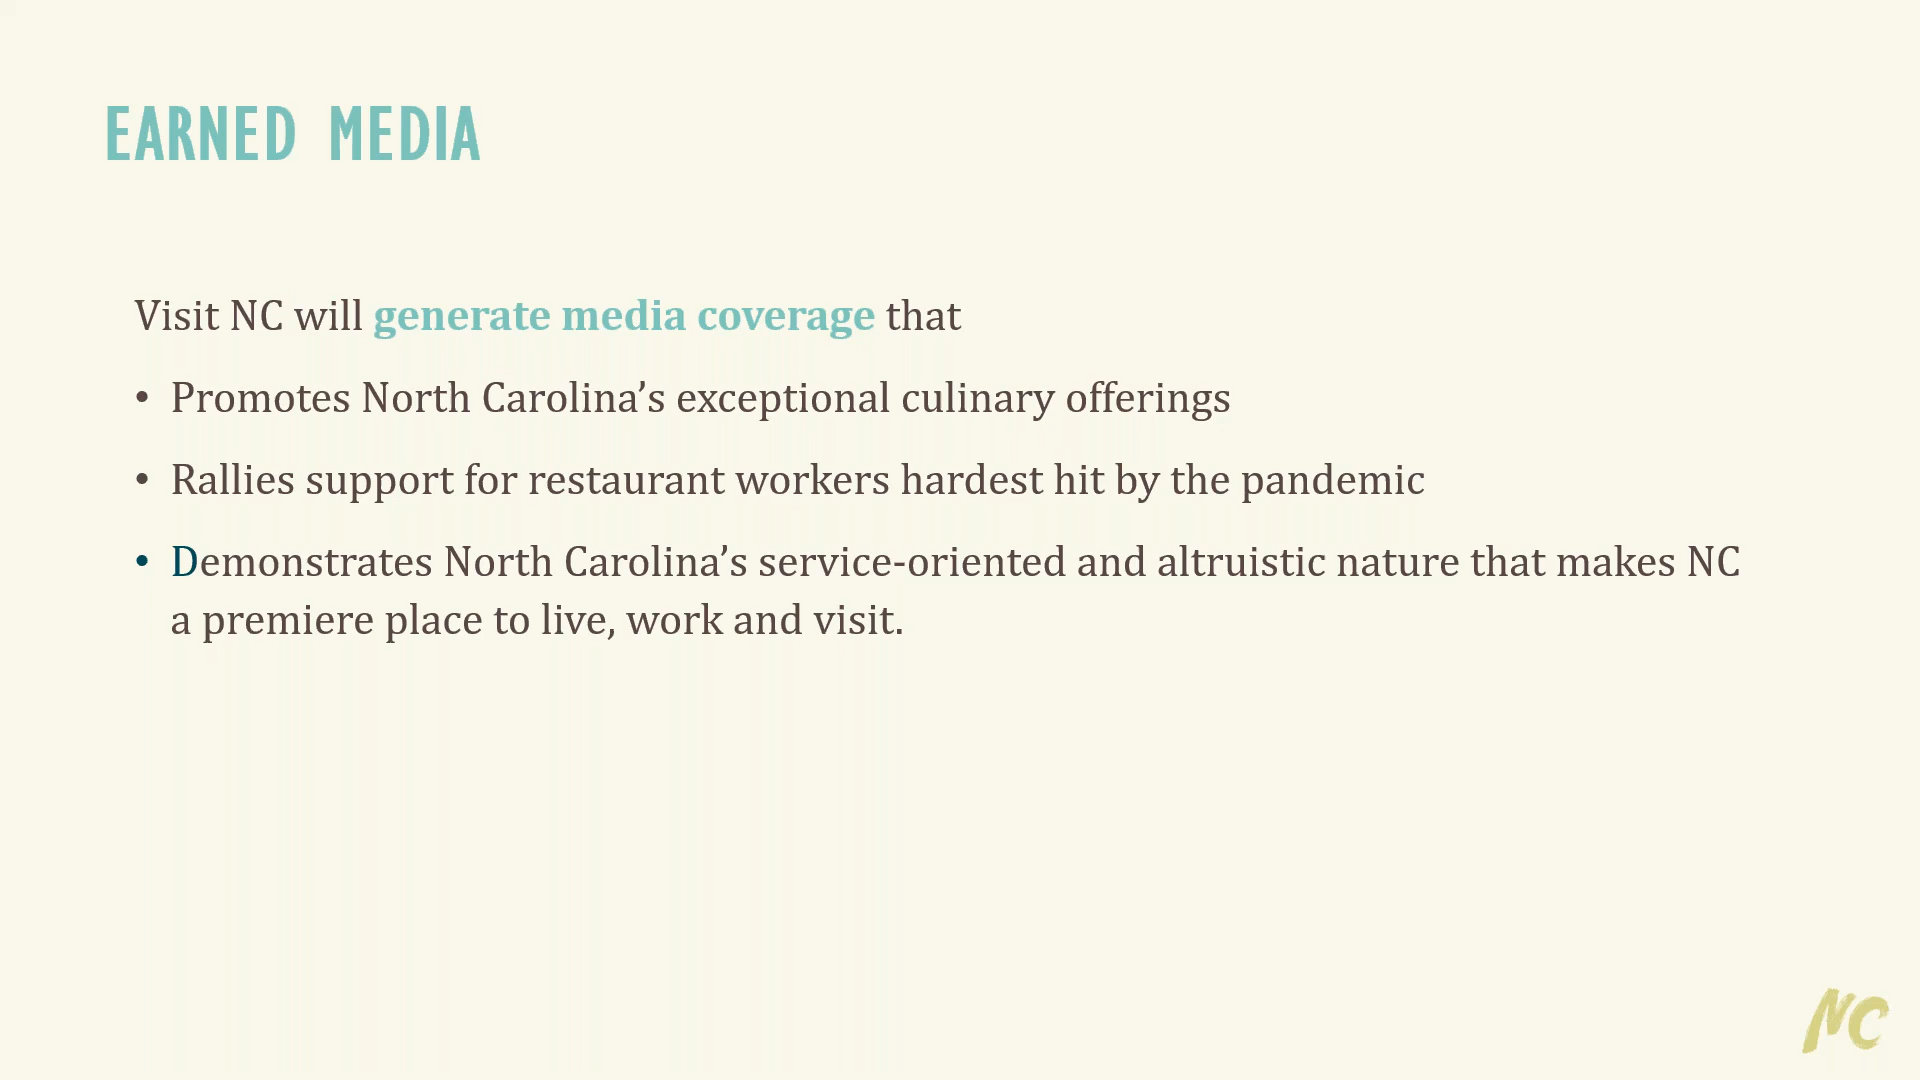 EARNED MEDIA
Visit NC will generate media coverage that
• Promotes North Carolina’s exceptional culinary offerings
• Rallies support for restaurant workers hardest hit by the pandemic
• Demonstrates North Carolina’s service-oriented and altruistic nature that makes NC
a premiere place to live, work and visit.
NC